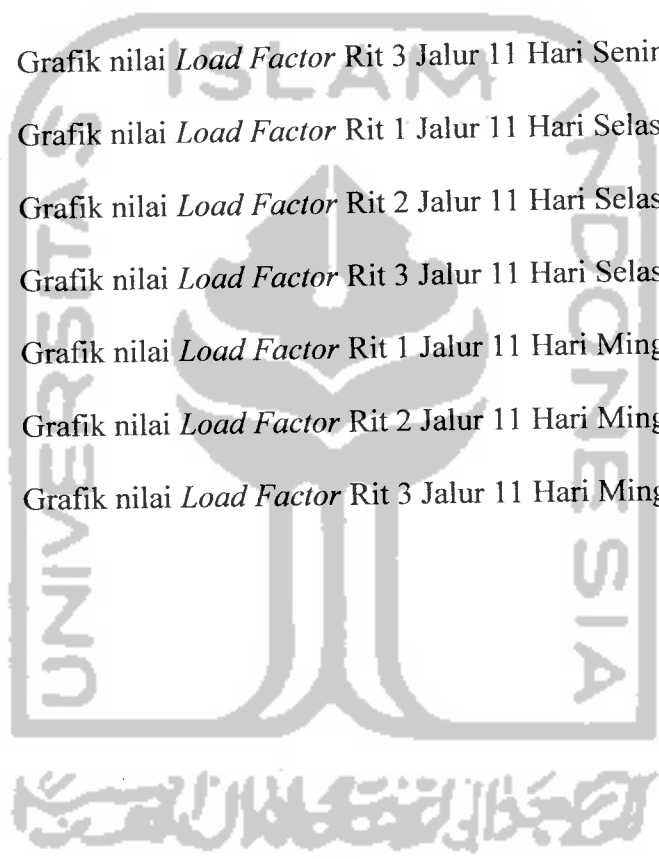 Grafik nilai Load Factor Rit 3 Jalur 11 Hari Senin
Grafik nilai Load Factor Rit 1 Jalur 11 Hari Selas
Grafik nilai Load Factor Rit 2 Jalur 11 Hari Selas
Grafik nilai Load Factor Rit 3 Jalur 11 Hari Selas
Grafik nilai Load Factor Rit 1 Jalur 11 Hari Ming
Grafik nilai Load Factor Rit 2 Jalur 11 Hari Ming
Grafik nilai Load Factor Rit 3 Jalur 11 Hari Ming
UNIVERSITAS
ISLAM
INDONESIA